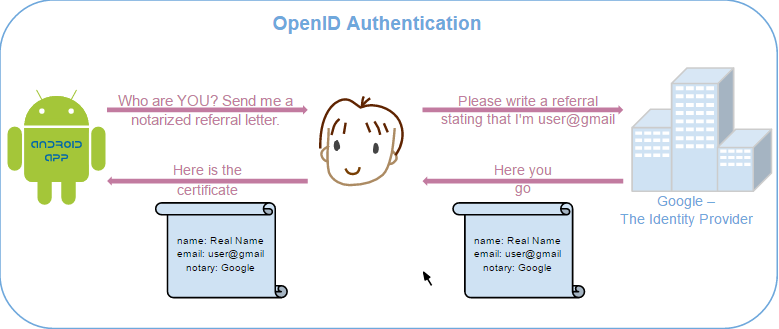 OpenID Authentication
Who are YOU? Send me a
notarized referral letter.
Please write a referral
stating that I'm user@gmail
ANDROID
APP
Here is the
certificate
Here you
go
Google –
The Identity Provider
name: Real Name
email: user@gmail
notary: Google
name: Real Name
email: user@gmail
notary: Google